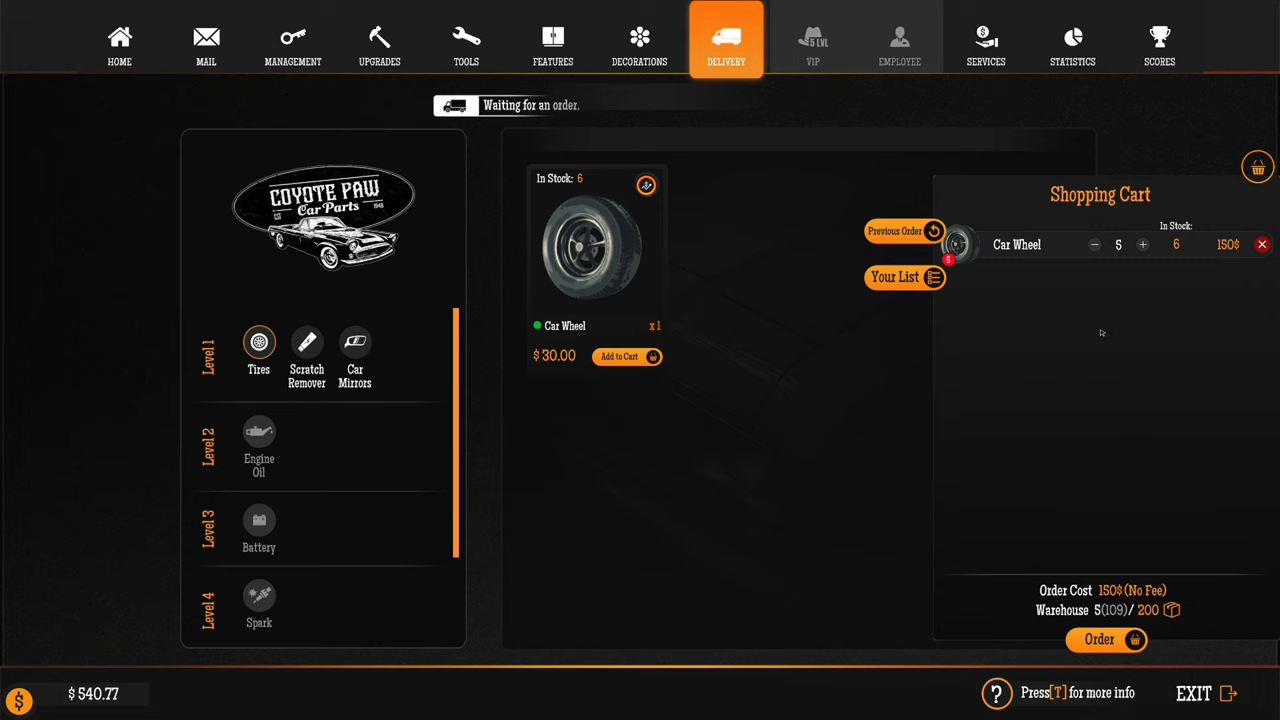 HOME
MAIL
MANAGEMENT
UPGRADES
TOOLS
FEATURES
DECORATIONS
DELIVERY
5 LVL
VIP
EMPLOYEE
SERVICES
STATISTICS
SCORES
Waiting for an order.
COYOTE PAW
Car Parts
EST
1948
Level 1
Tires
Scratch
Remover
Car
Mirrors
Level 2
Engine
Oil
Level 3
Battery
Level 4
Spark
In Stock: 6
Car Wheel x1
$30.00 Add to Cart
Previous Order
Your List
Shopping Cart
In Stock:
5
Car Wheel − 5 + 6 150$
Order Cost 150$ (No Fee)
Warehouse 5(109)/ 200
Order
$ $540.77
? Press[T] for more info
EXIT